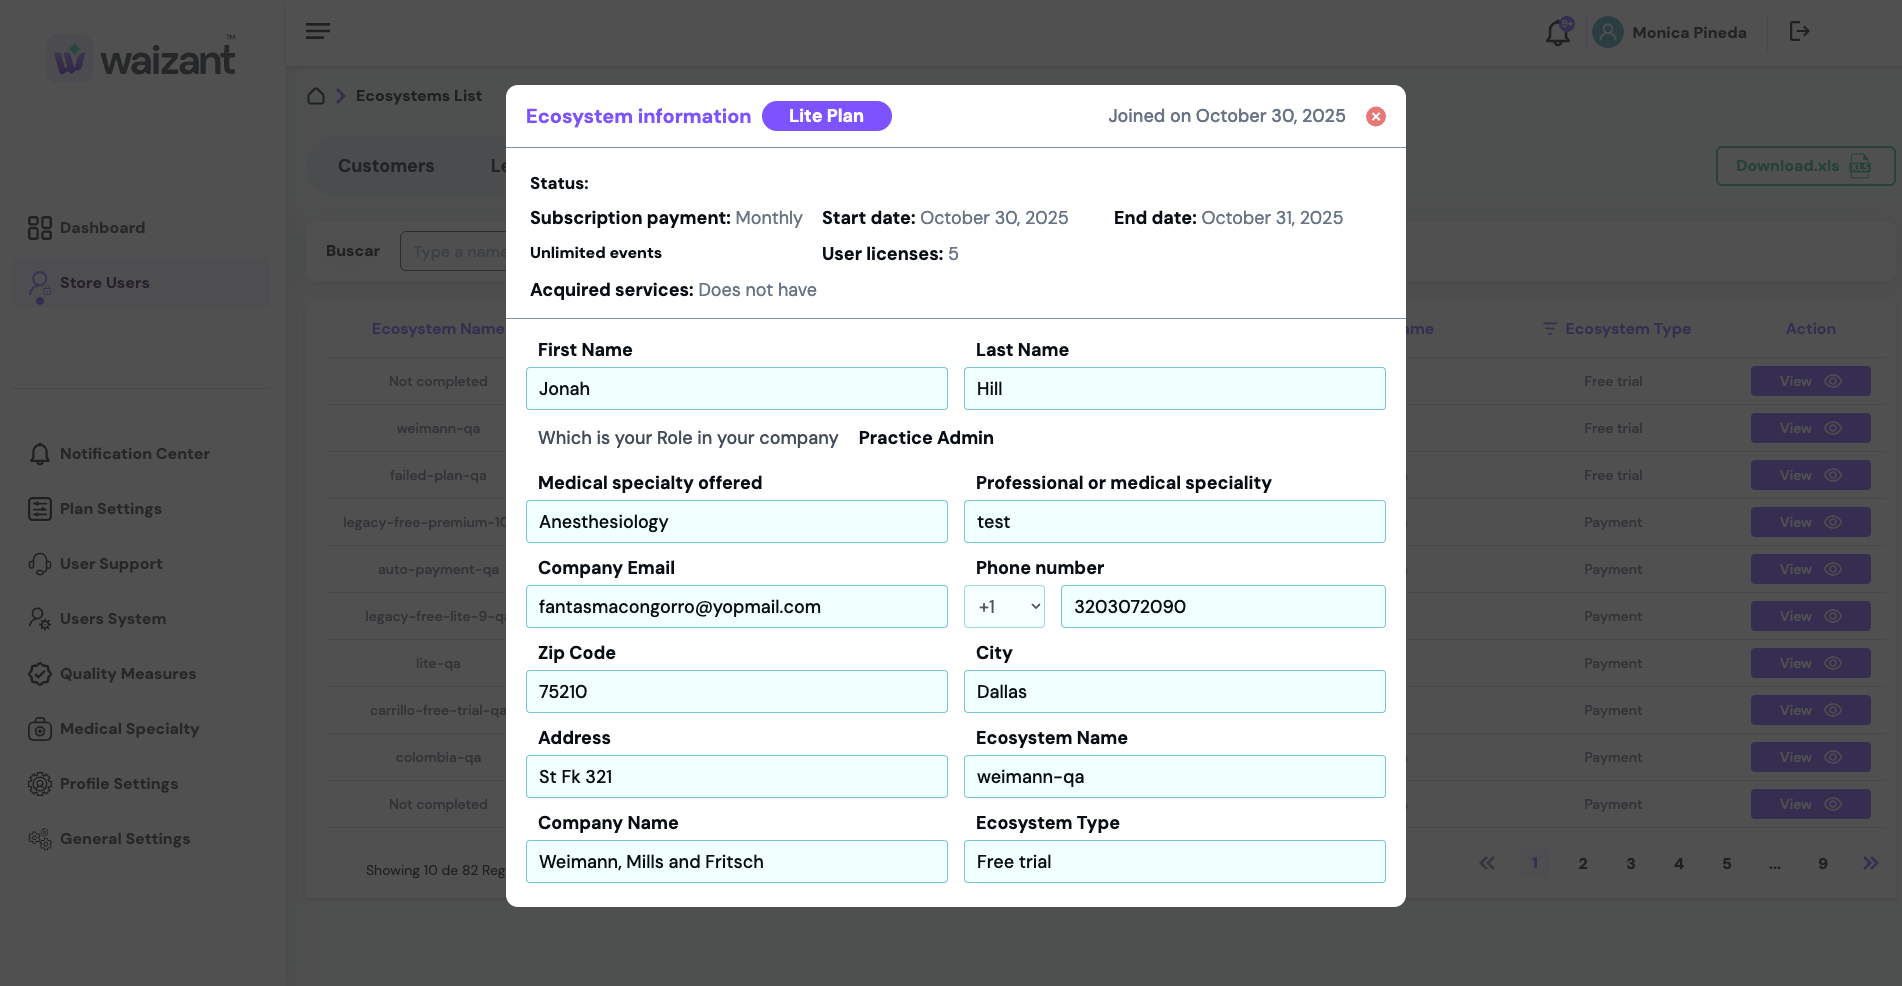 waizant™
9+
Monica Pineda
Ecosystems List
Customers
Le
Download.xls
XLS
Dashboard
Store Users
Notification Center
Plan Settings
User Support
Users System
Quality Measures
Medical Specialty
Profile Settings
General Settings
Buscar
Type a name
Ecosystem Name
Ecosystem Type
Action
Not completed
Free trial
View
weimann-qa
Free trial
View
failed-plan-qa
Free trial
View
legacy-free-premium-10
Payment
View
auto-payment-qa
Payment
View
legacy-free-lite-9-qa
Payment
View
lite-qa
Payment
View
carrillo-free-trial-qa
Payment
View
colombia-qa
Payment
View
Not completed
Payment
View
Showing 10 de 82 Reg
1 2 3 4 5 ... 9
Ecosystem information
Lite Plan
Joined on October 30, 2025
Status:
Subscription payment: Monthly
Start date: October 30, 2025
End date: October 31, 2025
Unlimited events
User licenses: 5
Acquired services: Does not have
First Name
Last Name
Jonah
Hill
Which is your Role in your company Practice Admin
Medical specialty offered
Professional or medical speciality
Anesthesiology
test
Company Email
Phone number
fantasmacongorro@yopmail.com
+1
3203072090
Zip Code
City
75210
Dallas
Address
Ecosystem Name
St Fk 321
weimann-qa
Company Name
Ecosystem Type
Weimann, Mills and Fritsch
Free trial